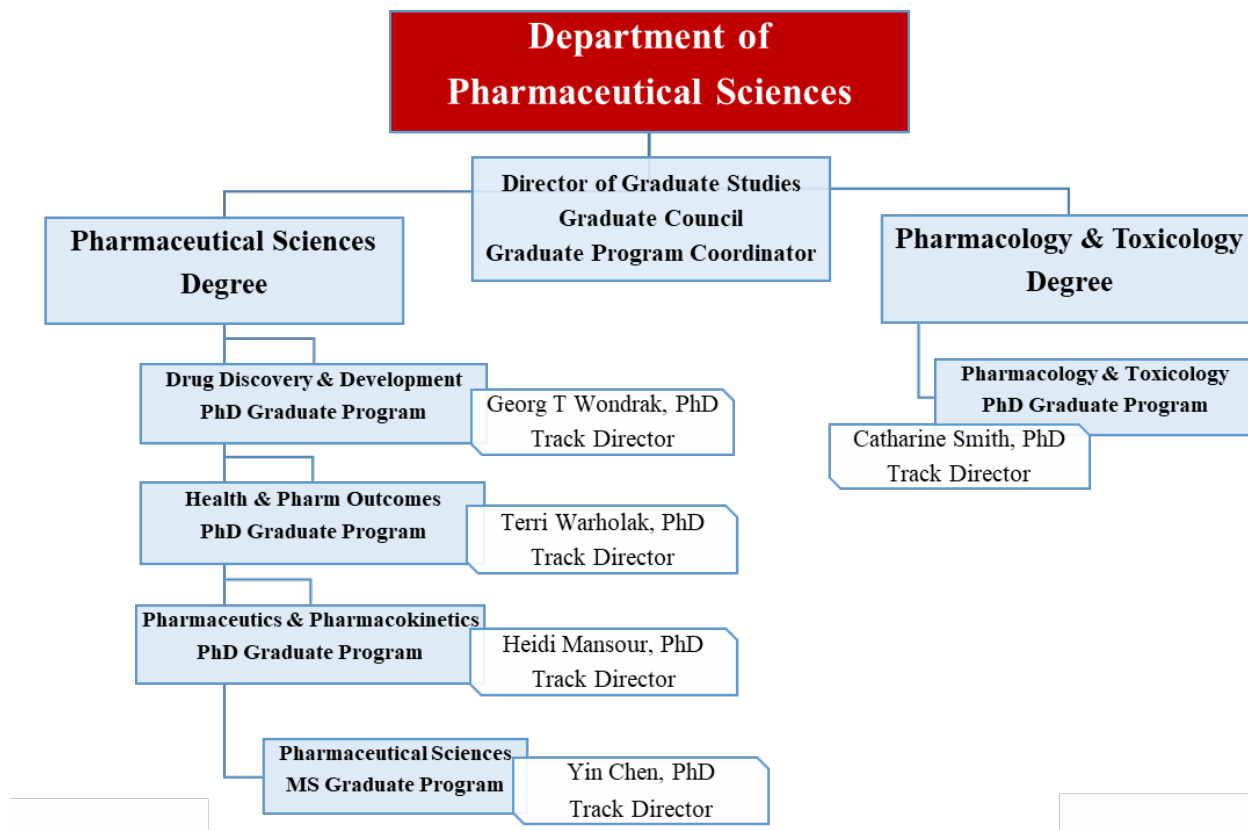 Department of
Pharmaceutical Sciences
Director of Graduate Studies
Graduate Council
Graduate Program Coordinator
Pharmaceutical Sciences
Degree
Pharmacology & Toxicology
Degree
Drug Discovery & Development
PhD Graduate Program
Georg T Wondrak, PhD
Track Director
Health & Pharm Outcomes
PhD Graduate Program
Terri Warholak, PhD
Track Director
Pharmaceutics & Pharmacokinetics
PhD Graduate Program
Heidi Mansour, PhD
Track Director
Pharmaceutical Sciences
MS Graduate Program
Yin Chen, PhD
Track Director
Pharmacology & Toxicology
PhD Graduate Program
Catharine Smith, PhD
Track Director